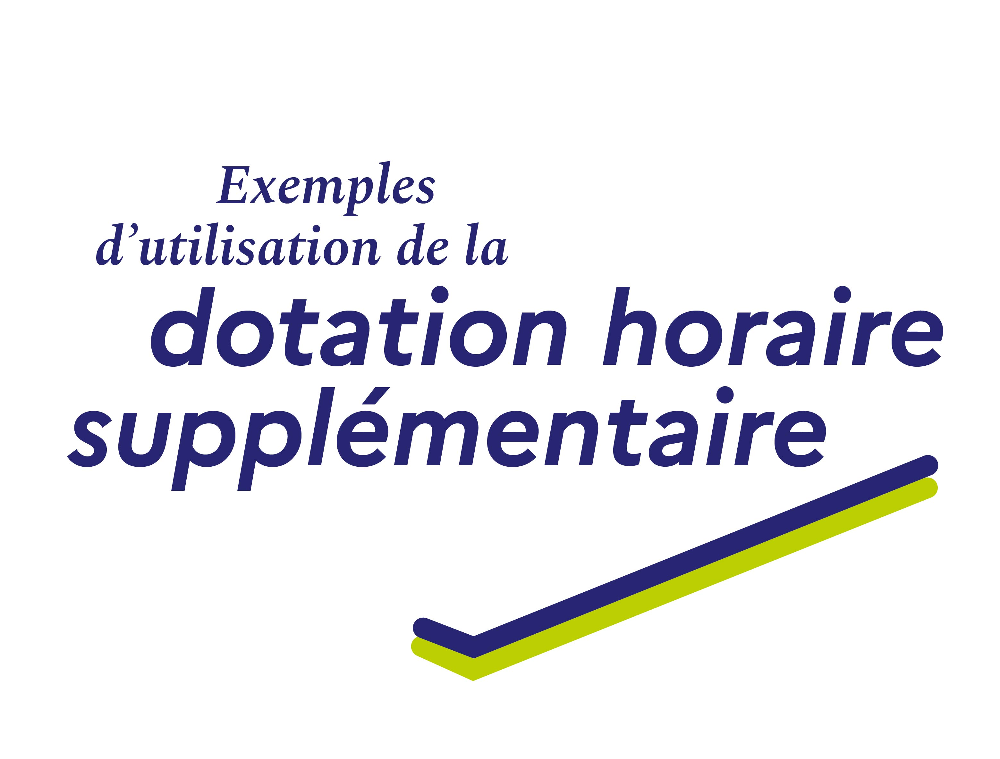 Exemples
d’utilisation de la
dotation horaire
supplémentaire